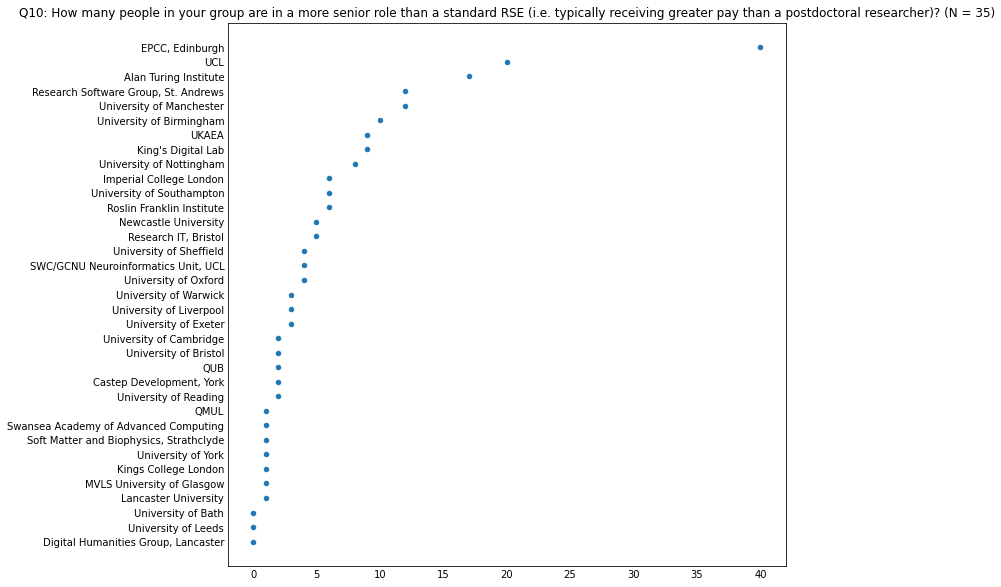 Q10: How many people in your group are in a more senior role than a standard RSE (i.e. typically receiving greater pay than a postdoctoral researcher)? (N = 35)
EPCC, Edinburgh
UCL
Alan Turing Institute
Research Software Group, St. Andrews
University of Manchester
University of Birmingham
UKAEA
King's Digital Lab
University of Nottingham
Imperial College London
University of Southampton
Roslin Franklin Institute
Newcastle University
Research IT, Bristol
University of Sheffield
SWC/GCNU Neuroinformatics Unit, UCL
University of Oxford
University of Warwick
University of Liverpool
University of Exeter
University of Cambridge
University of Bristol
QUB
Castep Development, York
University of Reading
QMUL
Swansea Academy of Advanced Computing
Soft Matter and Biophysics, Strathclyde
University of York
Kings College London
MVLS University of Glasgow
Lancaster University
University of Bath
University of Leeds
Digital Humanities Group, Lancaster
0 5 10 15 20 25 30 35 40